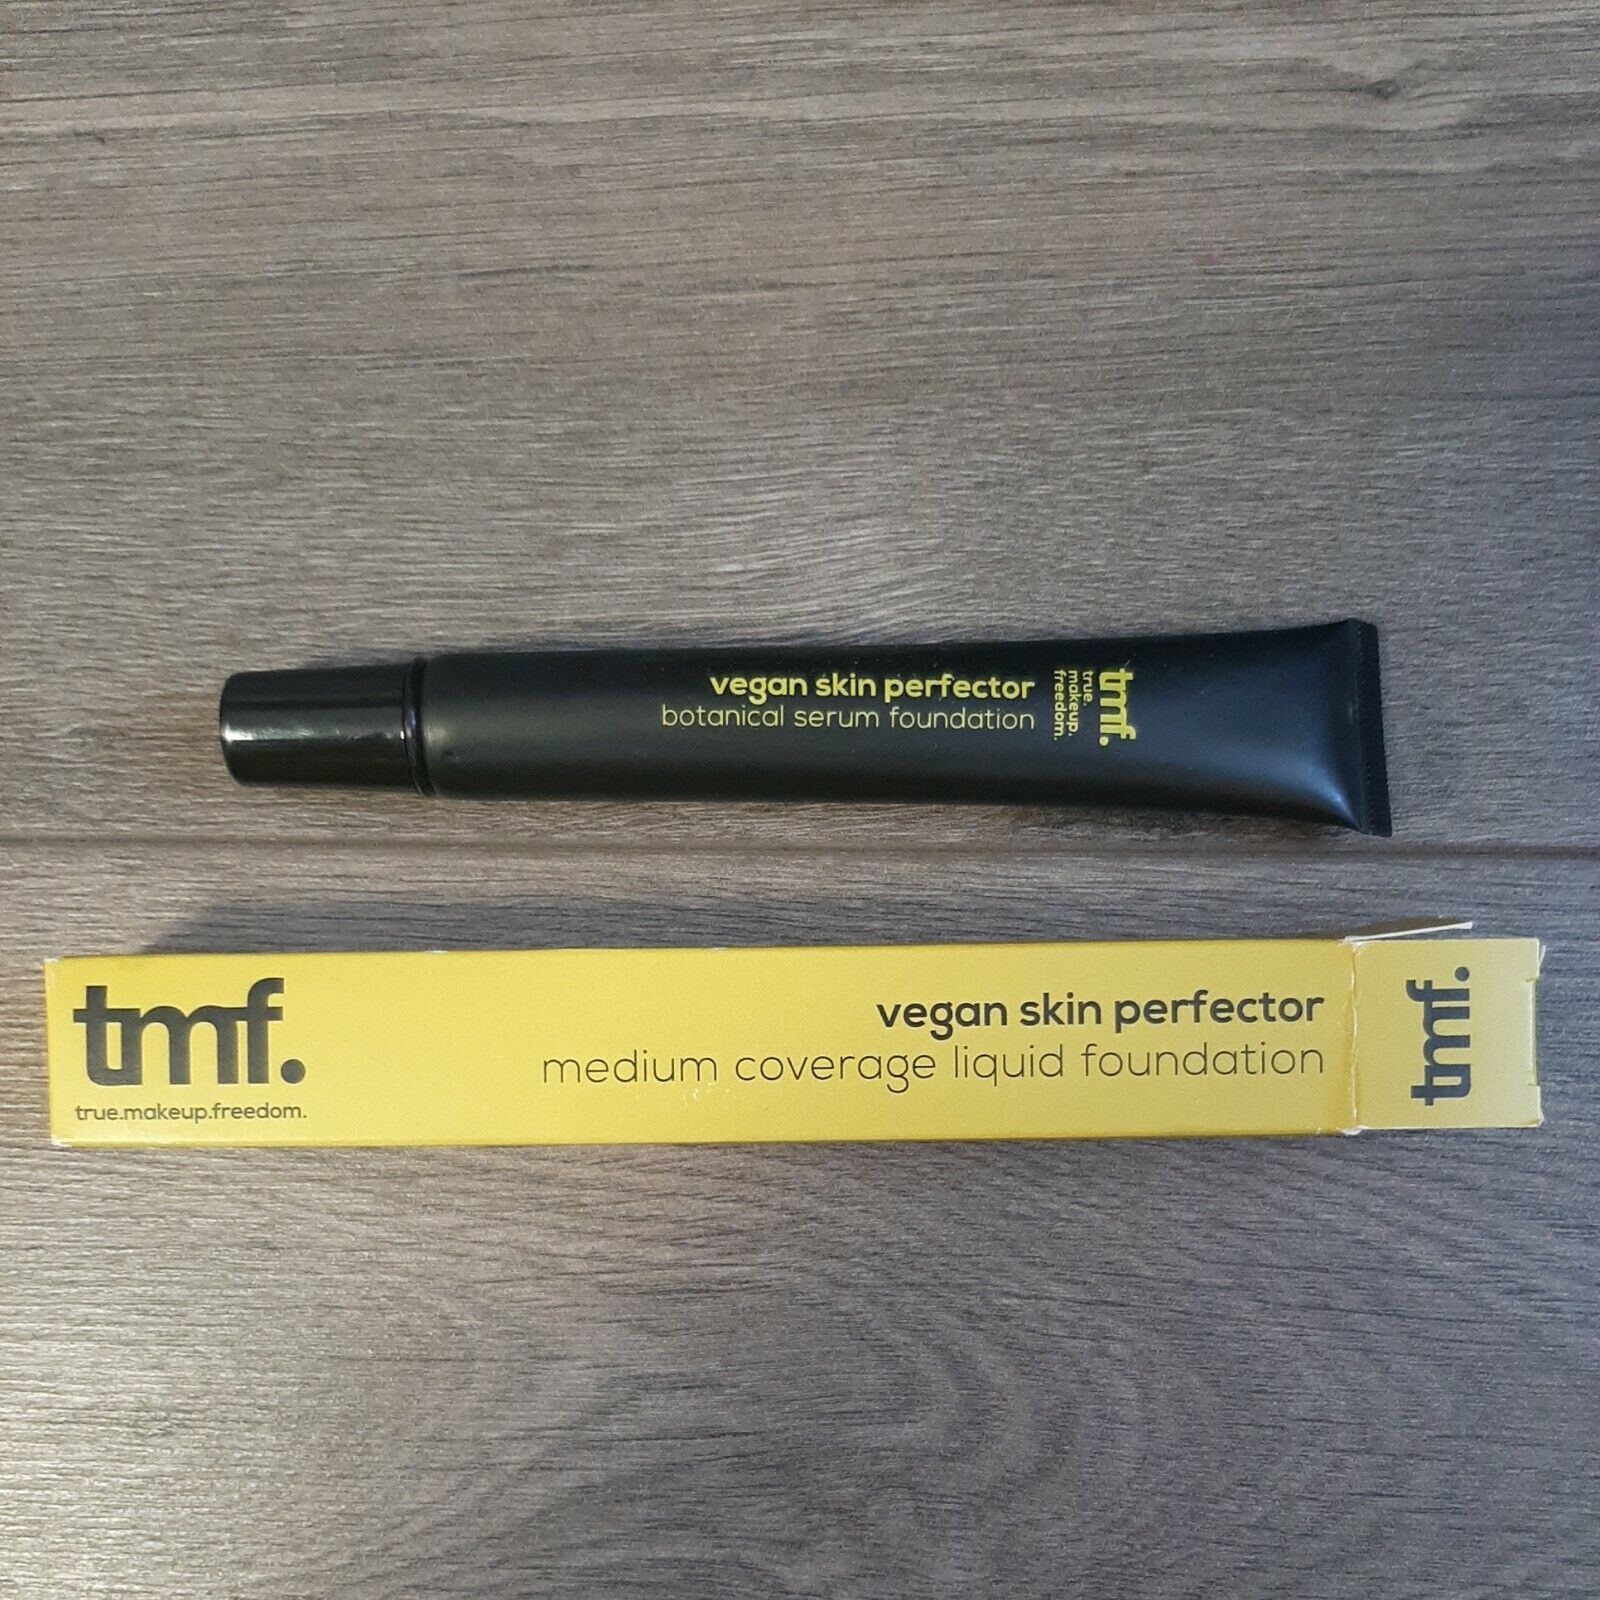 vegan skin perfector
botanical serum foundation
tmf.
true.
makeup.
freedom.
tmf.
true.makeup.freedom.
vegan skin perfector
medium coverage liquid foundation
tmf.